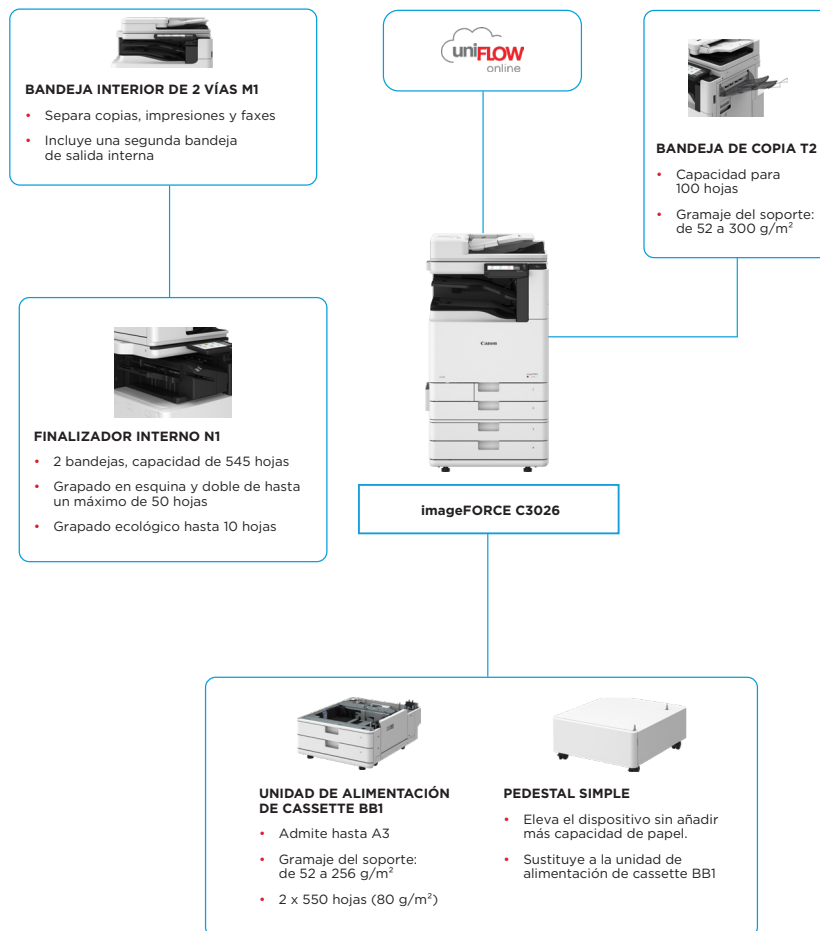 BANDEJA INTERIOR DE 2 VÍAS M1
• Separa copias, impresiones y faxes
• Incluye una segunda bandeja
de salida interna
uniFLOW
online
BANDEJA DE COPIA T2
• Capacidad para
100 hojas
• Gramaje del soporte:
de 52 a 300 g/m²
FINALIZADOR INTERNO N1
• 2 bandejas, capacidad de 545 hojas
• Grapado en esquina y doble de hasta
un máximo de 50 hojas
• Grapado ecológico hasta 10 hojas
Canon
imageFORCE C3026
UNIDAD DE ALIMENTACIÓN
DE CASSETTE BB1
• Admite hasta A3
• Gramaje del soporte:
de 52 a 256 g/m²
• 2 x 550 hojas (80 g/m²)
PEDESTAL SIMPLE
• Eleva el dispositivo sin añadir
más capacidad de papel.
• Sustituye a la unidad de
alimentación de cassette BB1